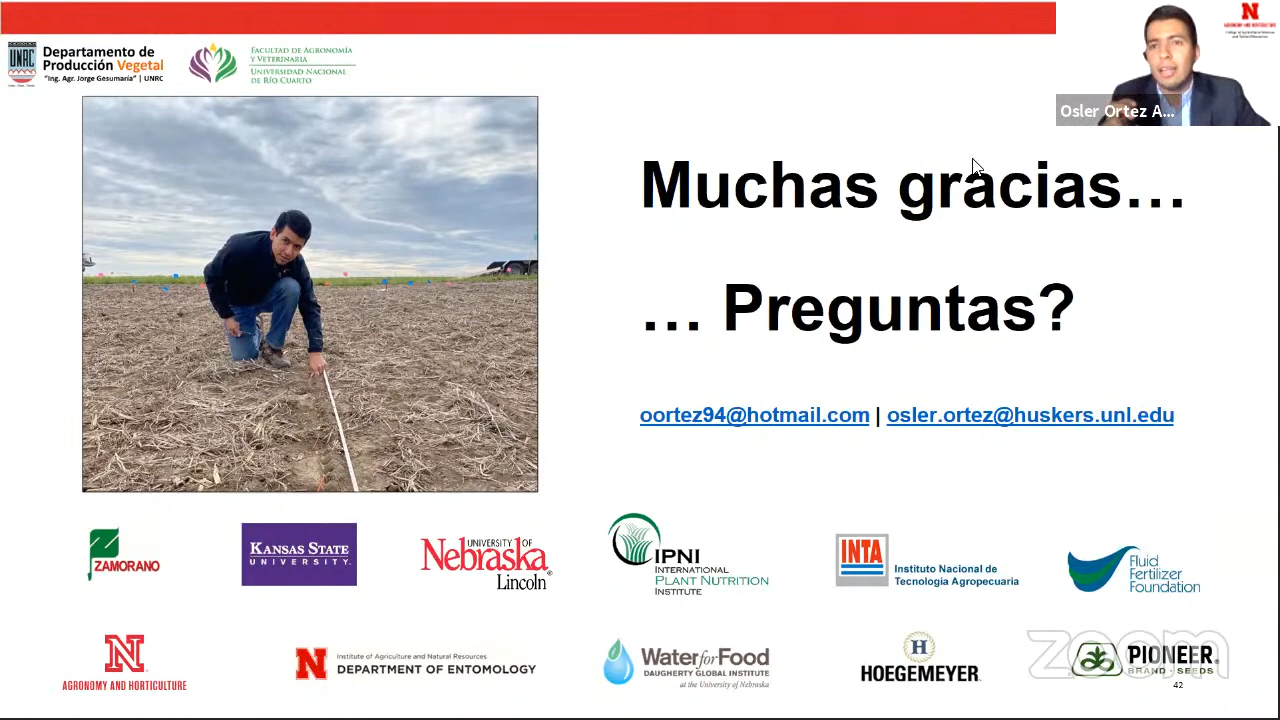 UNRC
Departamento de
Producción Vegetal
"Ing. Agr. Jorge Gesumaría" | UNRC
FACULTAD DE AGRONOMÍA
Y VETERINARIA
UNIVERSIDAD NACIONAL
DE RÍO CUARTO
N
Osler Ortez A...
Muchas gracias...
... Preguntas?
oortez94@hotmail.com | osler.ortez@huskers.unl.edu
ZAMORANO
KANSAS STATE
UNIVERSITY.
UNIVERSITY OF
Nebraska
Lincoln®
IPNI
INTERNATIONAL
PLANT NUTRITION
INSTITUTE
INTA
Instituto Nacional de
Tecnología Agropecuaria
Fluid
Fertilizer
Foundation
N
AGRONOMY AND HORTICULTURE
N
Institute of Agriculture and Natural Resources
DEPARTMENT OF ENTOMOLOGY
Water for Food
DAUGHERTY GLOBAL INSTITUTE
at the University of Nebraska
H
HOEGEMEYER
zoom
PIONEER®
BRAND · SEEDS
42